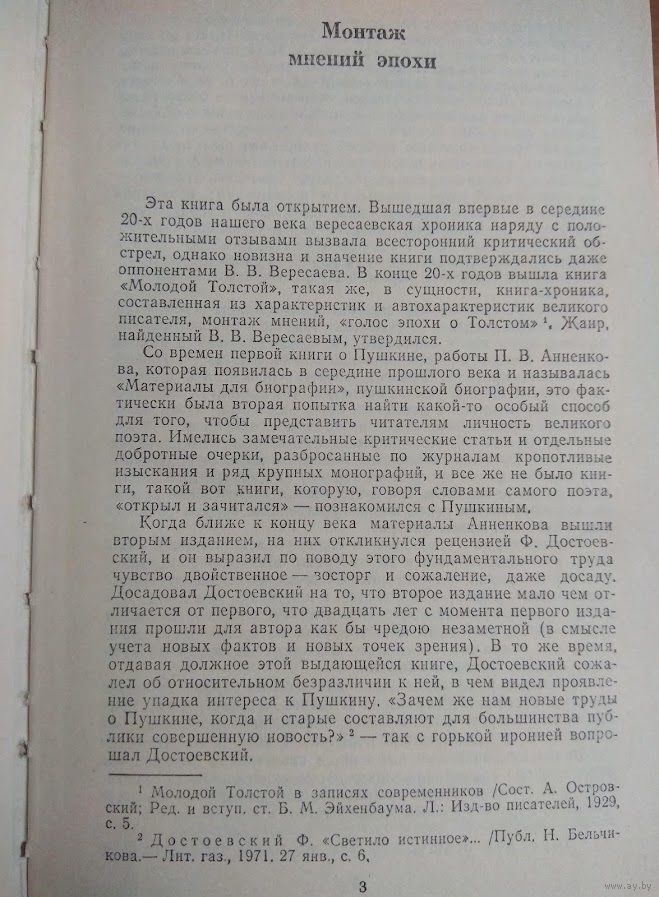 Монтаж
мнений эпохи
Эта книга была открытием. Вышедшая впервые в середине
20-х годов нашего века вересаевская хроника наряду с поло-
жительными отзывами вызвала всесторонний критический об-
стрел, однако новизна и значение книги подтверждались даже
оппонентами В. В. Вересаева. В конце 20-х годов вышла книга
«Молодой Толстой», такая же, в сущности, книга-хроника,
составленная из характеристик и автохарактеристик великого
писателя, монтаж мнений, «голос эпохи о Толстом» ¹. Жанр,
найденный В. В. Вересаевым, утвердился.
Со времен первой книги о Пушкине, работы П. В. Анненко-
ва, которая появилась в середине прошлого века и называлась
«Материалы для биографии», пушкинской биографии, это фак-
тически была вторая попытка найти какой-то особый способ
для того, чтобы представить читателям личность великого
поэта. Имелись замечательные критические статьи и отдельные
добротные очерки, разбросанные по журналам кропотливые
изыскания и ряд крупных монографий, и все же не было кни-
ги, такой вот книги, которую, говоря словами самого поэта,
«открыл и зачитался» — познакомился с Пушкиным.
Когда ближе к концу века материалы Анненкова вышли
вторым изданием, на них откликнулся рецензией Ф. Достоев-
ский, и он выразил по поводу этого фундаментального труда
чувство двойственное — восторг и сожаление, даже досаду.
Досадовал Достоевский на то, что второе издание мало чем от-
личается от первого, что двадцать лет с момента первого изда-
ния прошли для автора как бы чредою незаметной (в смысле
учета новых фактов и новых точек зрения). В то же время,
отдавая должное этой выдающейся книге, Достоевский сожа-
лел об относительном безразличии к ней, в чем видел проявле-
ние упадка интереса к Пушкину. «Зачем же нам новые труды
о Пушкине, когда и старые составляют для большинства пуб-
лики совершенную новость?» ² — так с горькой иронией вопро-
шал Достоевский.
¹ Молодой Толстой в записях современников /Сост. А. Остров-
ский; Ред. и вступ. ст. Б. М. Эйхенбаума. Л.: Изд-во писателей, 1929,
с. 5.
² Достоевский Ф. «Светило истинное»... /Публ. Н. Бельчи-
кова.— Лит. газ., 1971. 27 янв., с. 6.
3
www.ay.by